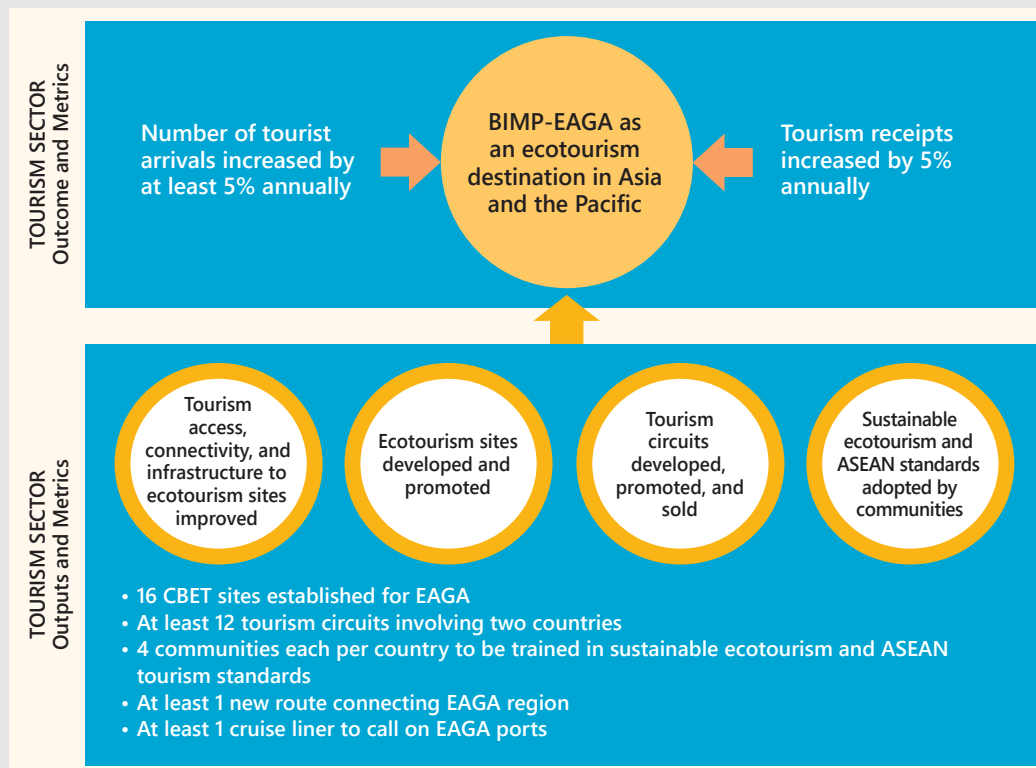 TOURISM SECTOR
Outcome and Metrics
Number of tourist
arrivals increased by
at least 5% annually
BIMP-EAGA as
an ecotourism
destination in Asia
and the Pacific
Tourism receipts
increased by 5%
annually
TOURISM SECTOR
Outputs and Metrics
Tourism
access,
connectivity, and
infrastructure to
ecotourism sites
improved
Ecotourism sites
developed and
promoted
Tourism
circuits
developed,
promoted, and
sold
Sustainable
ecotourism and
ASEAN standards
adopted by
communities
• 16 CBET sites established for EAGA
• At least 12 tourism circuits involving two countries
• 4 communities each per country to be trained in sustainable ecotourism and ASEAN
tourism standards
• At least 1 new route connecting EAGA region
• At least 1 cruise liner to call on EAGA ports